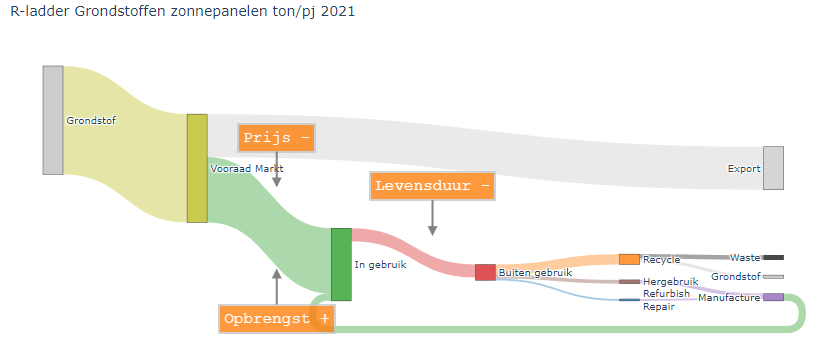 R-ladder Grondstoffen zonnepanelen ton/pj 2021
Grondstof
Prijs -
Vooraad Markt
Export
Levensduur -
In gebruik
Buiten gebruik
Recycle
Waste
Hergebruik
Grondstof
Refurbish
Manufacture
Repair
Opbrengst +